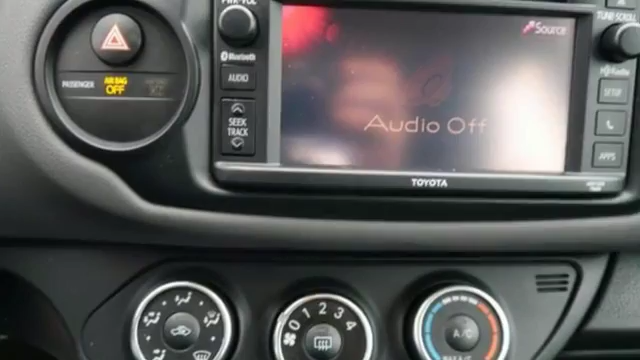 PWR·VOL
TUNE·SCROLL
Source
Bluetooth
AUDIO
PASSENGER AIR BAG OFF
SEEK
TRACK
Audio Off
SETUP
APPS
TOYOTA
0 1 2 3 4
A/C